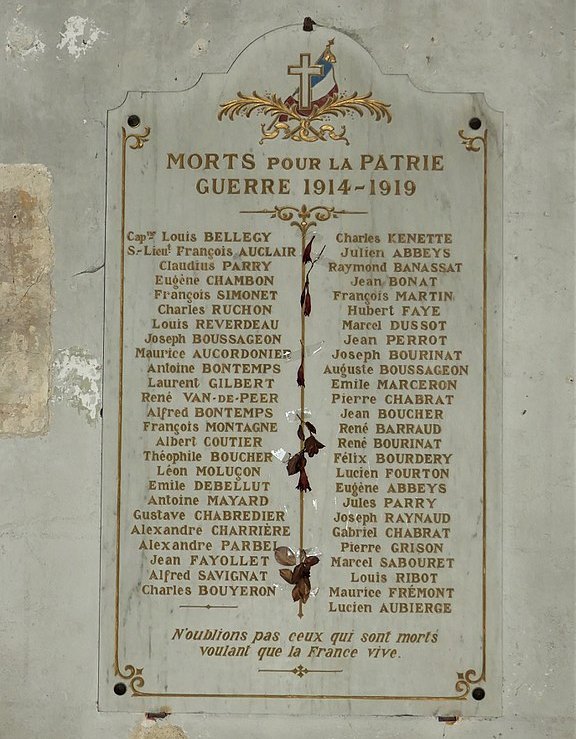 MORTS POUR LA PATRIE
GUERRE 1914-1919
Capne Louis BELLEGY
S.-Lieut François AUCLAIR
Claudius PARRY
Eugène CHAMBON
François SIMONET
Charles RUCHON
Louis REVERDEAU
Joseph BOUSSAGEON
Maurice AUCORDONIER
Antoine BONTEMPS
Laurent GILBERT
René VAN-DE-PEER
Alfred BONTEMPS
François MONTAGNE
Albert COUTIER
Théophile BOUCHER
Léon MOLUÇON
Emile DEBELLUT
Antoine MAYARD
Gustave CHABREDIER
Alexandre CHARRIÈRE
Alexandre PARBEL
Jean FAYOLLET
Alfred SAVIGNAT
Charles BOUYERON
Charles KENETTE
Julien ABBEYS
Raymond BANASSAT
Jean BONAT
François MARTIN
Hubert FAYE
Marcel DUSSOT
Jean PERROT
Joseph BOURINAT
Auguste BOUSSAGEON
Emile MARCERON
Pierre CHABRAT
Jean BOUCHER
René BARRAUD
René BOURINAT
Félix BOURDERY
Lucien FOURTON
Eugène ABBEYS
Jules PARRY
Joseph RAYNAUD
Gabriel CHABRAT
Pierre GRISON
Marcel SABOURET
Louis RIBOT
Maurice FRÉMONT
Lucien AUBIERGE
N'oublions pas ceux qui sont morts
voulant que la France vive.